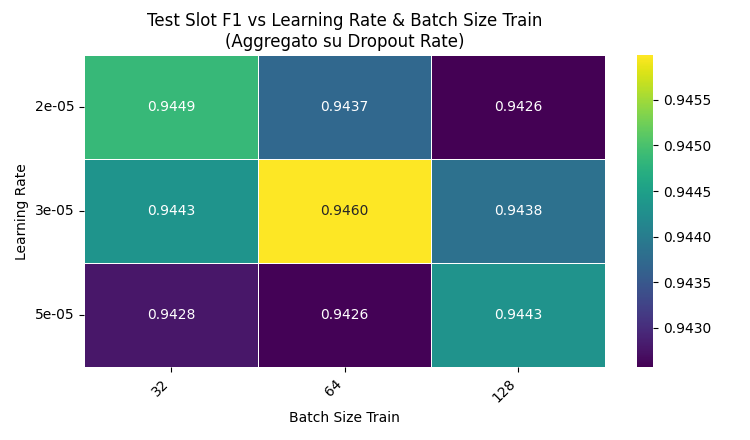 Test Slot F1 vs Learning Rate & Batch Size Train
(Aggregato su Dropout Rate)
Learning Rate
2e-05
0.9449
0.9437
0.9426
3e-05
0.9443
0.9460
0.9438
5e-05
0.9428
0.9426
0.9443
32
64
128
Batch Size Train
0.9455
0.9450
0.9445
0.9440
0.9435
0.9430